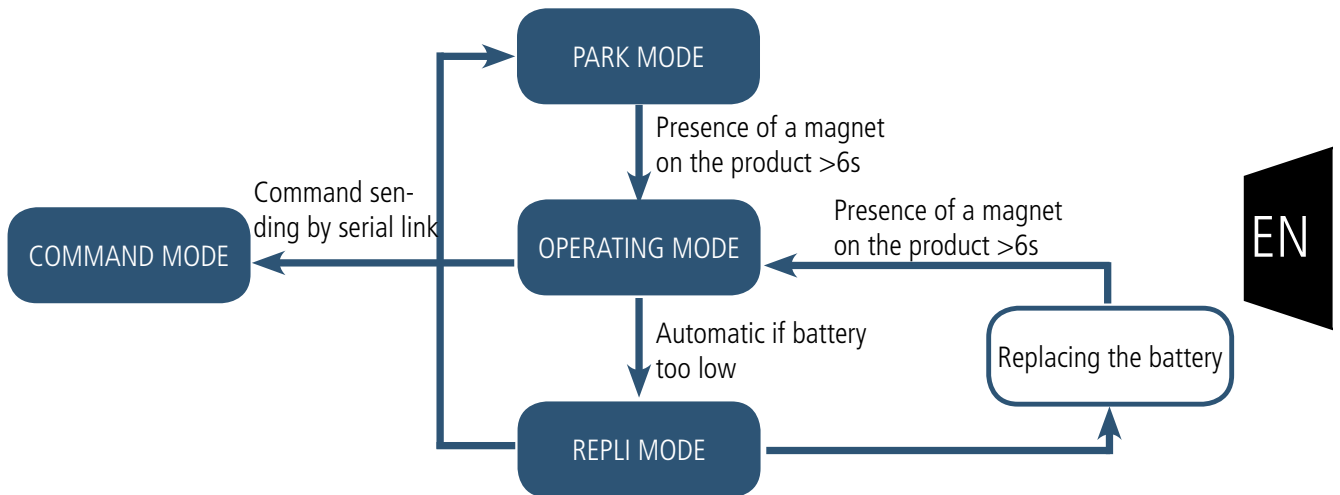 PARK MODE
Presence of a magnet
on the product >6s
Command sen-
ding by serial link
COMMAND MODE
OPERATING MODE
Presence of a magnet
on the product >6s
EN
Automatic if battery
too low
Replacing the battery
REPLI MODE